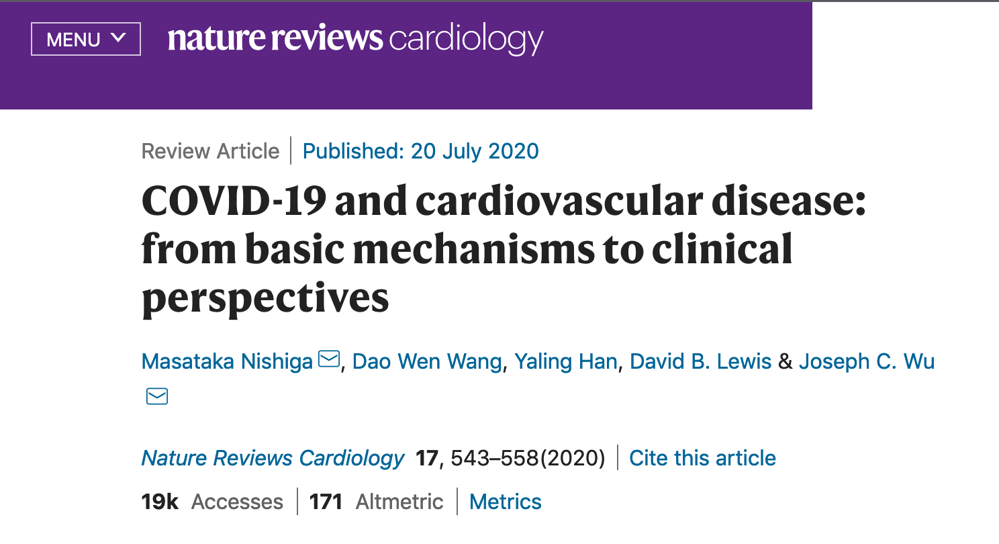 MENU
nature reviews cardiology
Review Article | Published: 20 July 2020
COVID-19 and cardiovascular disease:
from basic mechanisms to clinical
perspectives
Masataka Nishiga, Dao Wen Wang, Yaling Han, David B. Lewis & Joseph C. Wu
Nature Reviews Cardiology 17, 543–558(2020) | Cite this article
19k Accesses | 171 Altmetric | Metrics